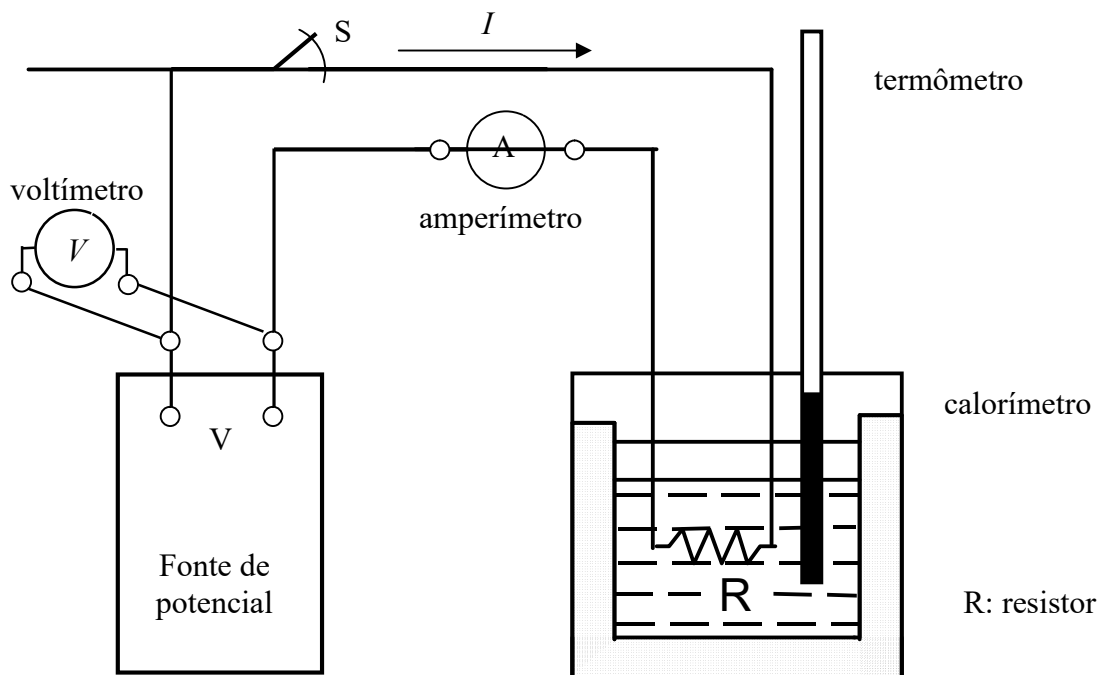 S
I
termômetro
A
voltímetro
amperímetro
V
calorímetro
V
Fonte de
potencial
R
R: resistor